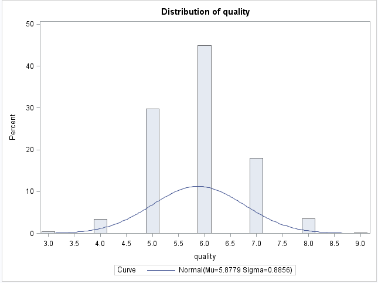 Distribution of quality
50
40
30
20
10
0
Percent
3.0 3.5 4.0 4.5 5.0 5.5 6.0 6.5 7.0 7.5 8.0 8.5 9.0
quality
Curve Normal(Mu=5.8779 Sigma=0.8856)